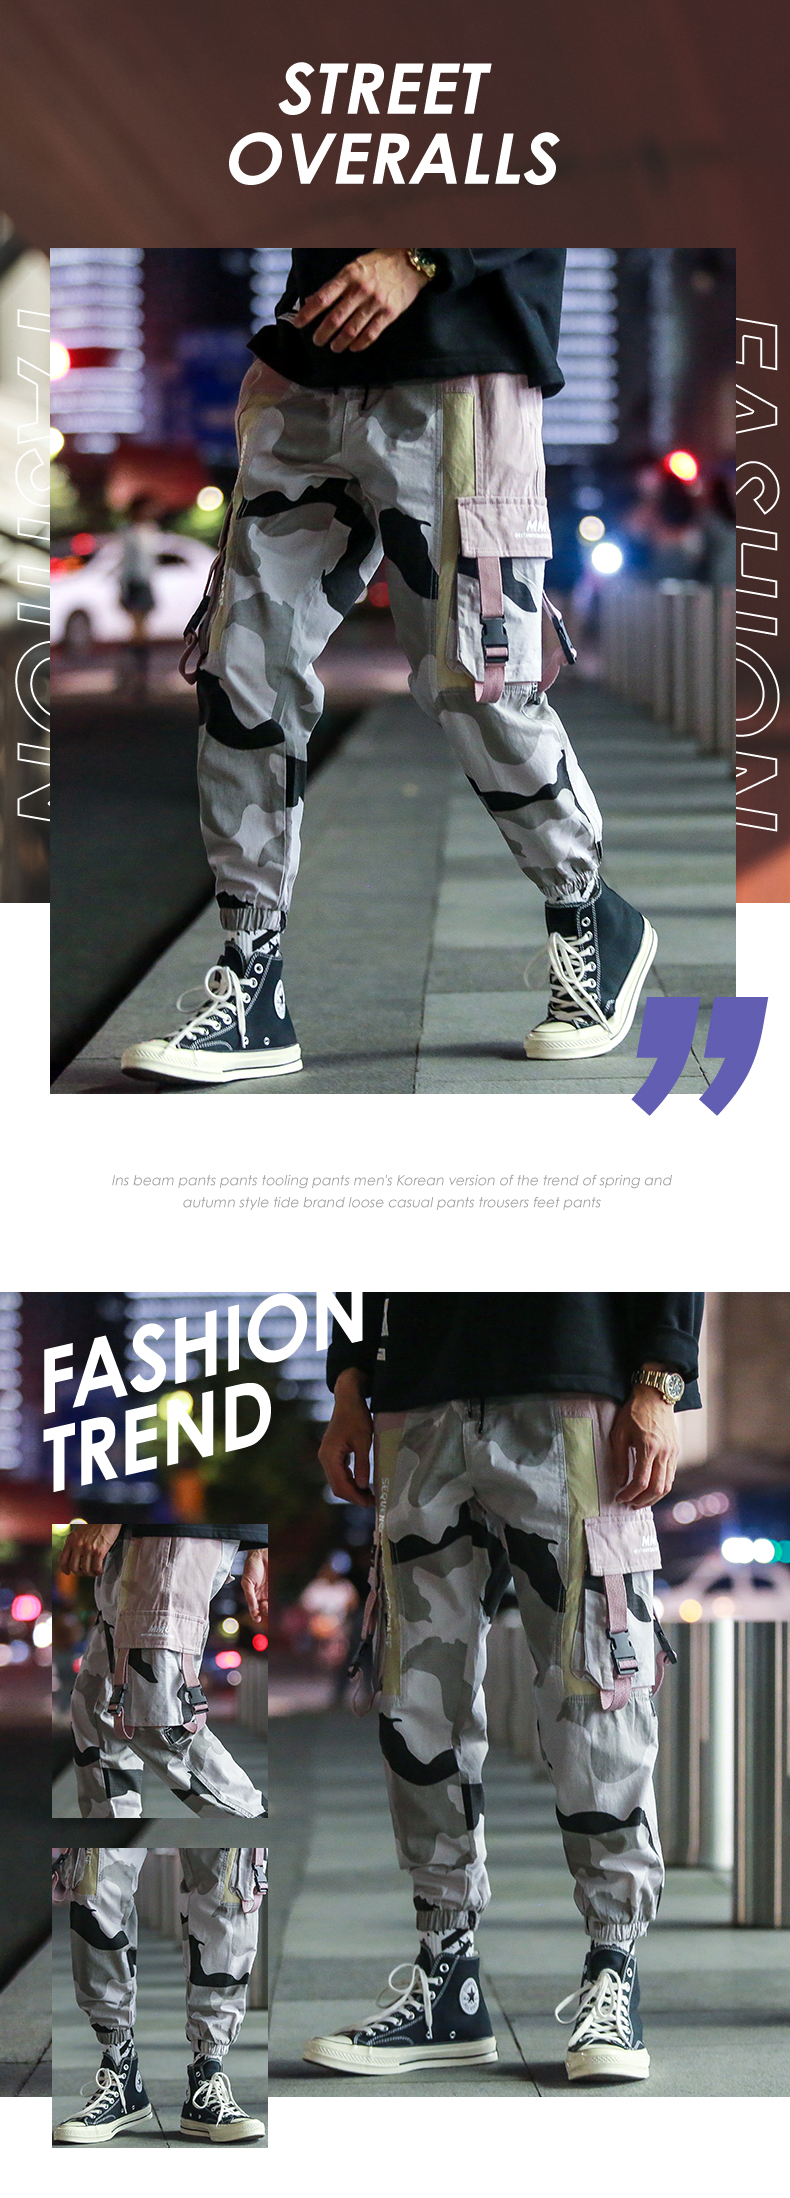 STREET
OVERALLS
FASHION
FASHION
MM
Ins beam pants pants tooling pants men's Korean version of the trend of spring and
autumn style tide brand loose casual pants trousers feet pants
FASHION
TREND